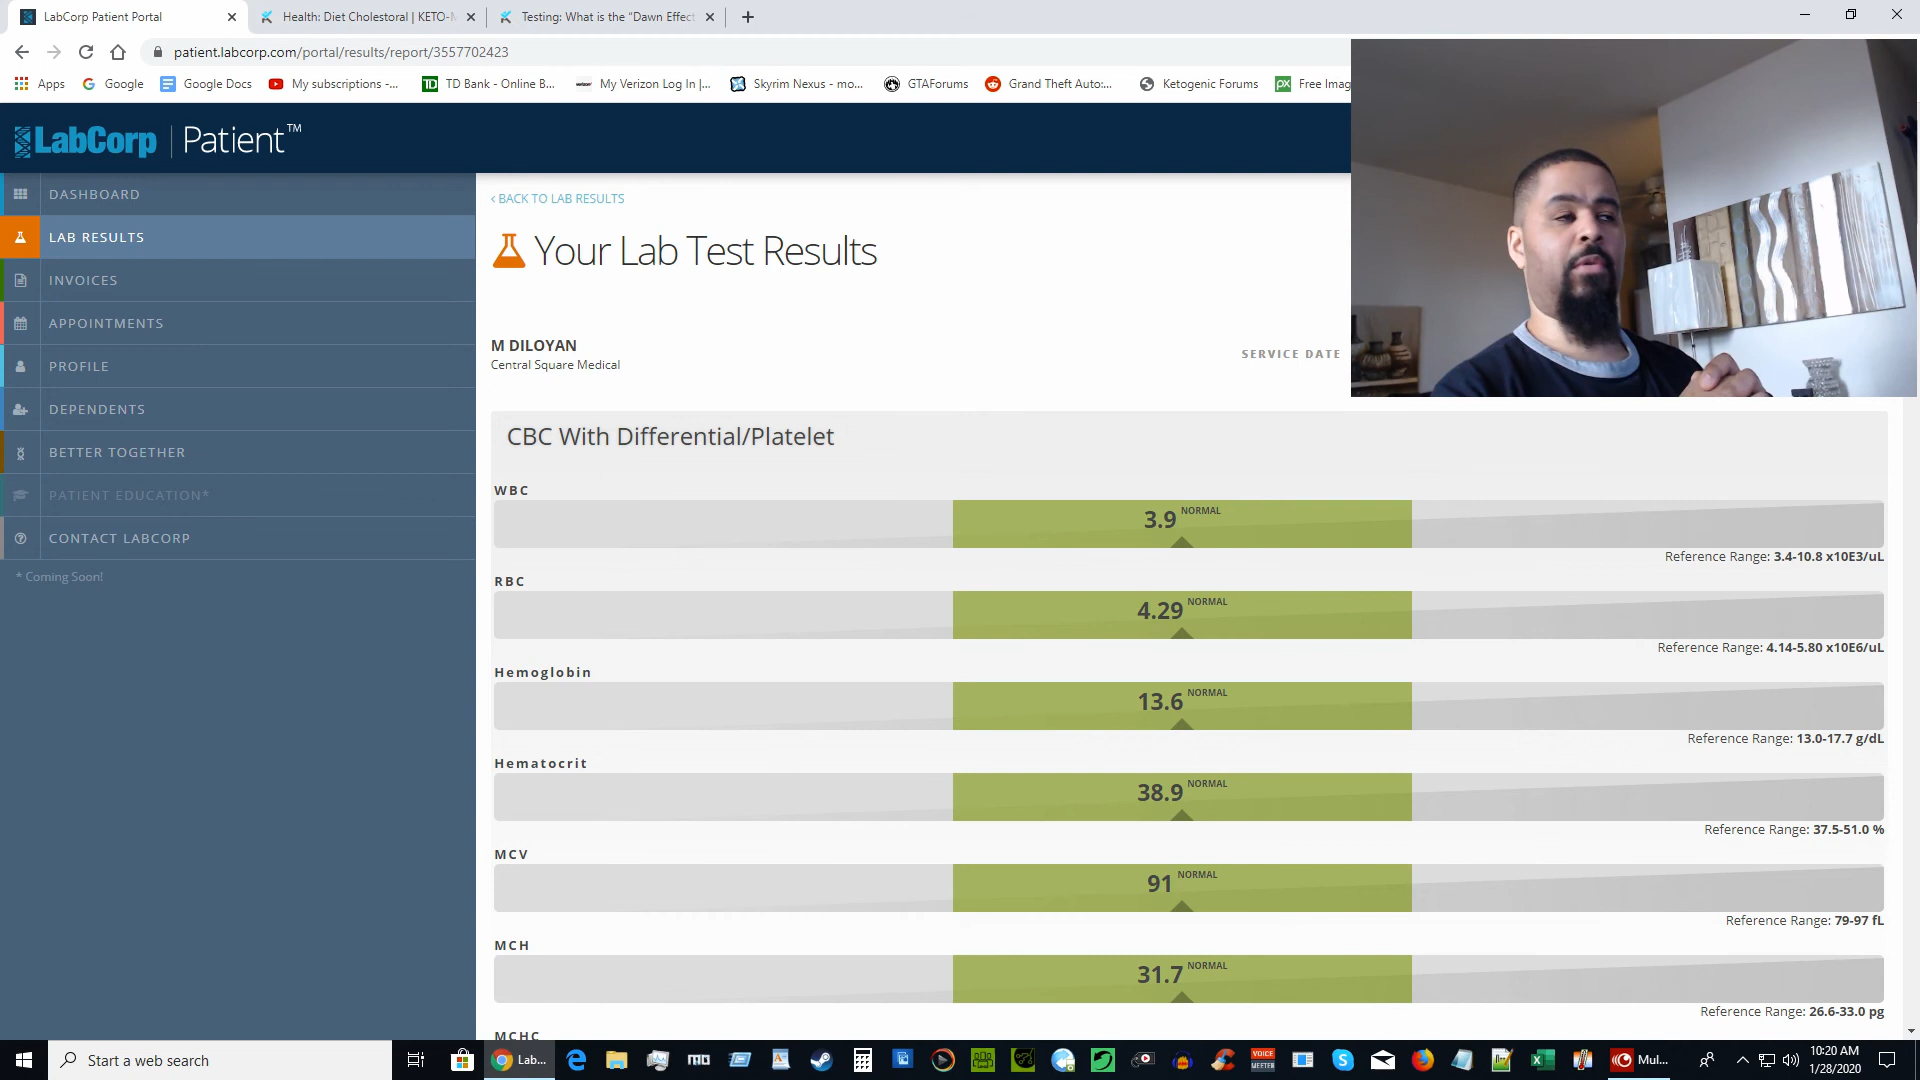 LabCorp Patient Portal
Health: Diet Cholestoral | KETO-
Testing: What is the "Dawn Effect
patient.labcorp.com/portal/results/report/3557702423
Apps
Google
Google Docs
My subscriptions -...
TD Bank - Online B...
My Verizon Log In |...
Skyrim Nexus - mo...
GTAForums
Grand Theft Auto:...
Ketogenic Forums
Free Imag
LabCorp | Patient™
DASHBOARD
LAB RESULTS
INVOICES
APPOINTMENTS
PROFILE
DEPENDENTS
BETTER TOGETHER
PATIENT EDUCATION*
CONTACT LABCORP
* Coming Soon!
‹ BACK TO LAB RESULTS
Your Lab Test Results
M DILOYAN
Central Square Medical
SERVICE DATE
CBC With Differential/Platelet
WBC
3.9 NORMAL
Reference Range: 3.4-10.8 x10E3/uL
RBC
4.29 NORMAL
Reference Range: 4.14-5.80 x10E6/uL
Hemoglobin
13.6 NORMAL
Reference Range: 13.0-17.7 g/dL
Hematocrit
38.9 NORMAL
Reference Range: 37.5-51.0 %
MCV
91 NORMAL
Reference Range: 79-97 fL
MCH
31.7 NORMAL
Reference Range: 26.6-33.0 pg
MCHC
Start a web search
Lab...
VOICE MEETER
Mul...
10:20 AM
1/28/2020